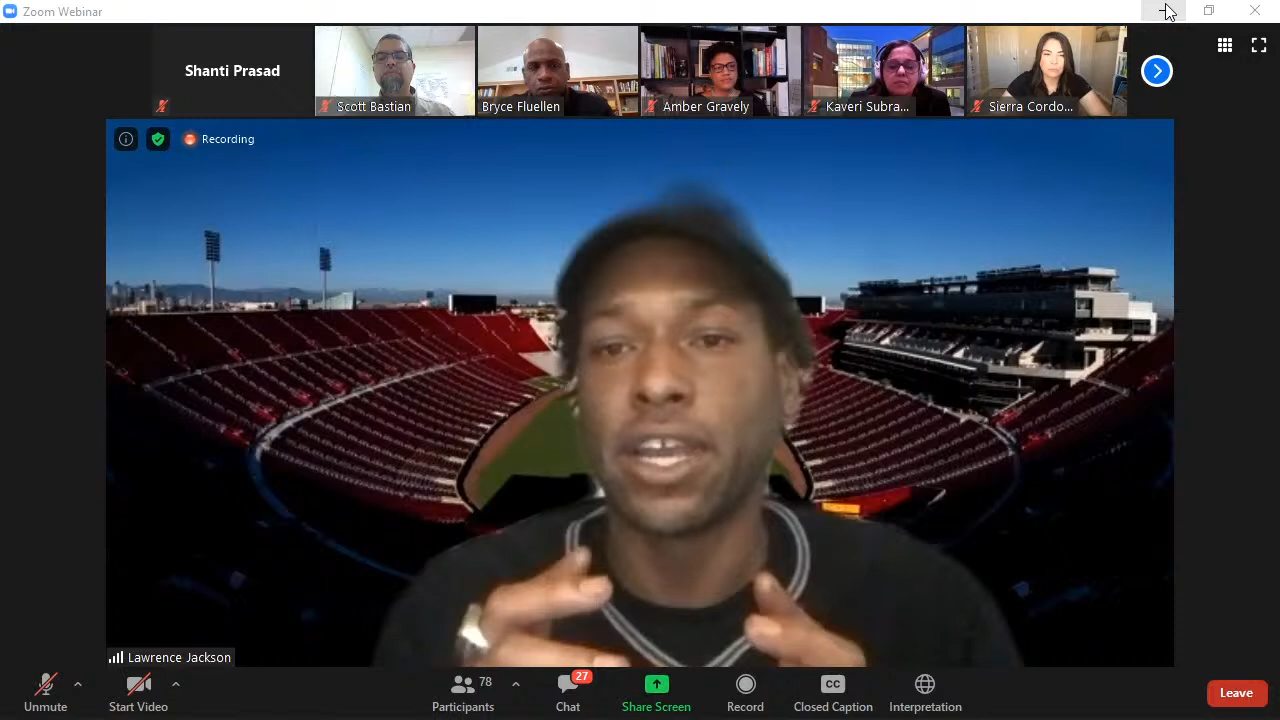 Zoom Webinar
Shanti Prasad
Scott Bastian
Bryce Fluellen
Amber Gravely
Kaveri Subra...
Sierra Cordo...
Recording
Lawrence Jackson
Unmute
Start Video
78
Participants
27
Chat
Share Screen
Record
CC
Closed Caption
Interpretation
Leave